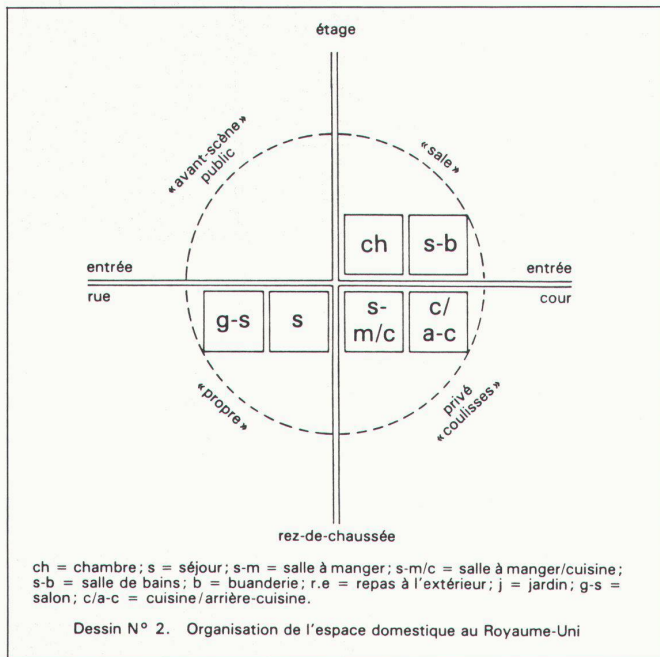 étage
«avant-scène»
public
«sale»
ch
s-b
entrée
rue
entrée
cour
g-s
s
s-
m/c
c/
a-c
«propre»
privé
«coulisses»
rez-de-chaussée
ch = chambre; s = séjour; s-m = salle à manger; s-m/c = salle à manger/cuisine;
s-b = salle de bains; b = buanderie; r.e = repas à l'extérieur; j = jardin; g-s =
salon; c/a-c = cuisine/arrière-cuisine.
Dessin N° 2. Organisation de l'espace domestique au Royaume-Uni